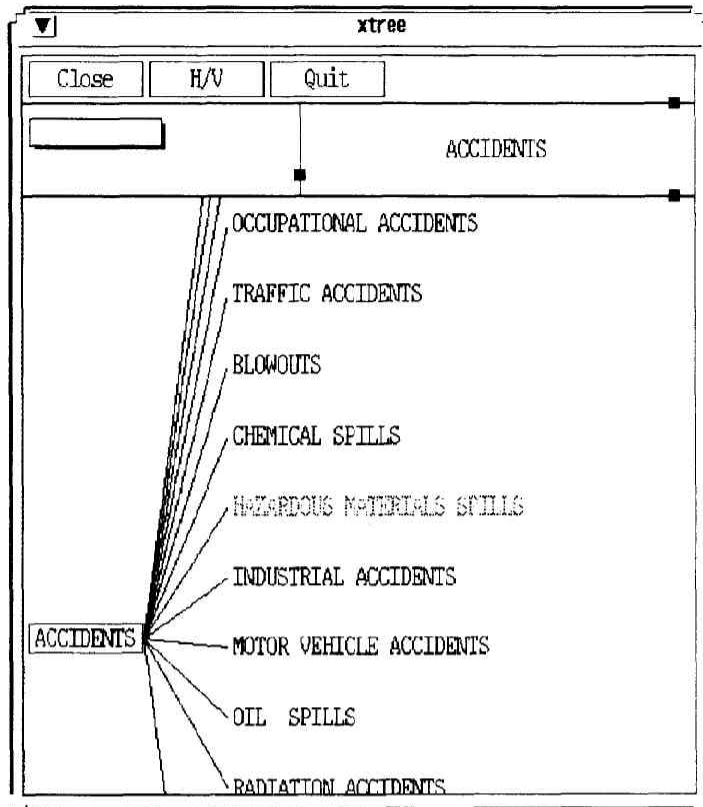 xtree
Close H/V Quit
ACCIDENTS
OCCUPATIONAL ACCIDENTS
TRAFFIC ACCIDENTS
BLOWOUTS
CHEMICAL SPILLS
HAZARDOUS MATERIALS SPILLS
INDUSTRIAL ACCIDENTS
ACCIDENTS
MOTOR VEHICLE ACCIDENTS
OIL SPILLS
RADIATION ACCIDENTS